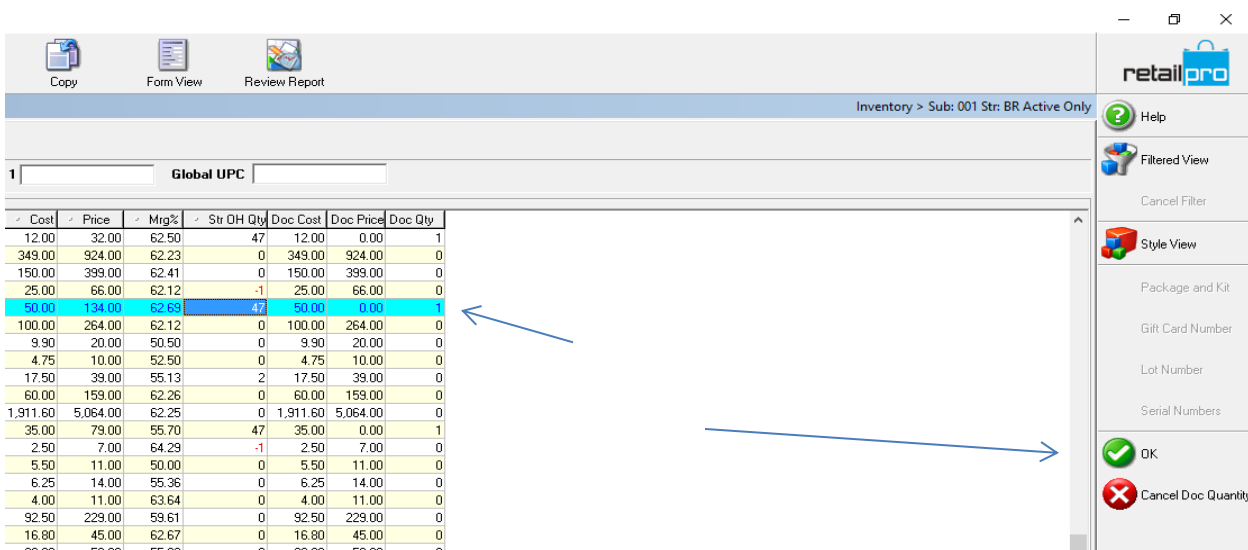 Copy Form View Review Report
retailpro
Inventory > Sub: 001 Str: BR Active Only
Help
1 Global UPC
Filtered View
Cancel Filter
Cost Price Mrg% Str OH Qty Doc Cost Doc Price Doc Qty
12.00 32.00 62.50 47 12.00 0.00 1
349.00 924.00 62.23 0 349.00 924.00 0
150.00 399.00 62.41 0 150.00 399.00 0
25.00 66.00 62.12 -1 25.00 66.00 0
50.00 134.00 62.69 47 50.00 0.00 1
100.00 264.00 62.12 0 100.00 264.00 0
9.90 20.00 50.50 0 9.90 20.00 0
4.75 10.00 52.50 0 4.75 10.00 0
17.50 39.00 55.13 2 17.50 39.00 0
60.00 159.00 62.26 0 60.00 159.00 0
1,911.60 5,064.00 62.25 0 1,911.60 5,064.00 0
35.00 79.00 55.70 47 35.00 0.00 1
2.50 7.00 64.29 -1 2.50 7.00 0
5.50 11.00 50.00 0 5.50 11.00 0
6.25 14.00 55.36 0 6.25 14.00 0
4.00 11.00 63.64 0 4.00 11.00 0
92.50 229.00 59.61 0 92.50 229.00 0
16.80 45.00 62.67 0 16.80 45.00 0
Style View
Package and Kit
Gift Card Number
Lot Number
Serial Numbers
OK
Cancel Doc Quantity